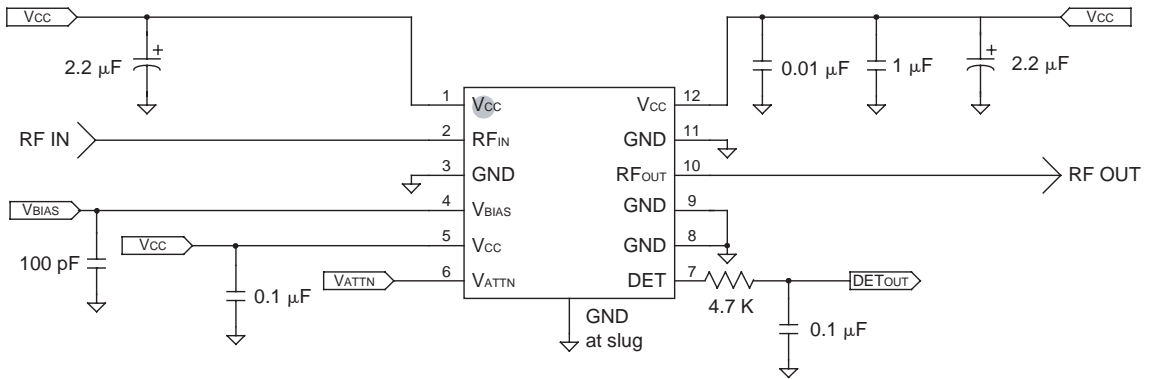 VCC
VCC
2.2 μF
+
0.01 μF
1 μF
+
2.2 μF
1
VCC
VCC
12
RF IN
2
RFIN
GND
11
3
GND
RFOUT
10
RF OUT
VBIAS
4
VBIAS
GND
9
VCC
5
VCC
GND
8
100 pF
VATTN
6
VATTN
DET
7
DETOUT
0.1 μF
4.7 K
GND
at slug
0.1 μF